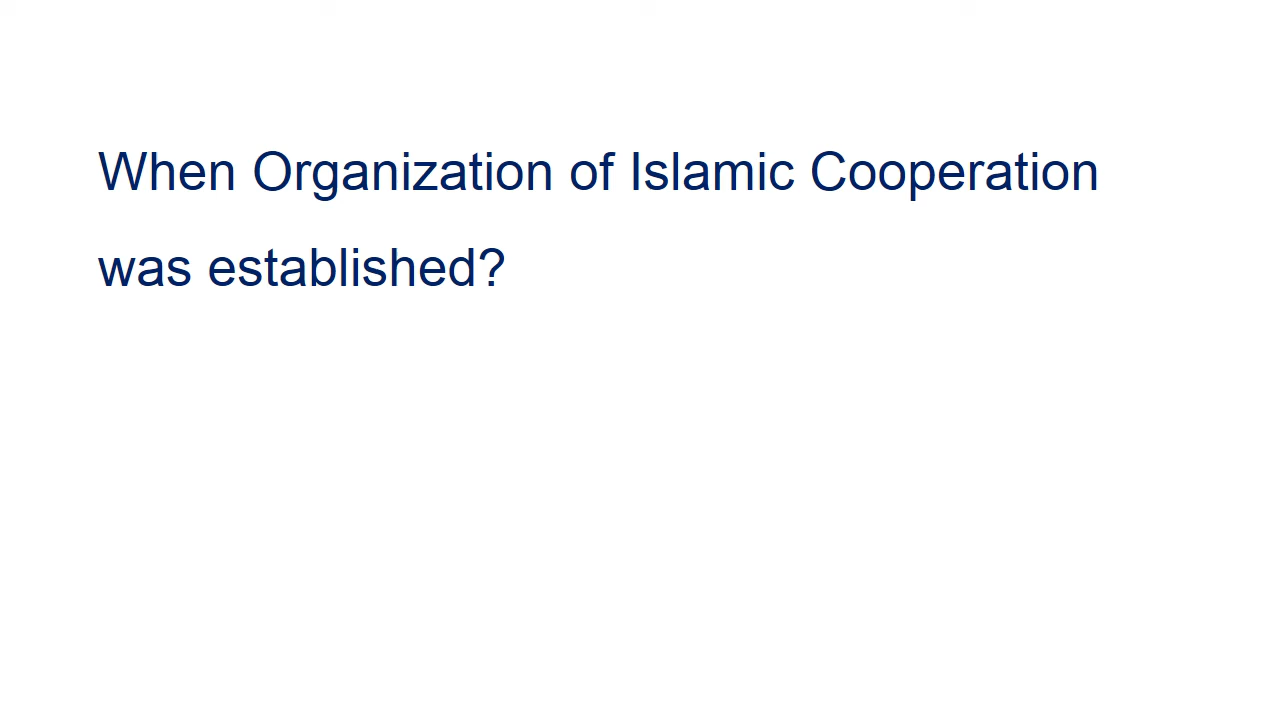 When Organization of Islamic Cooperation
was established?